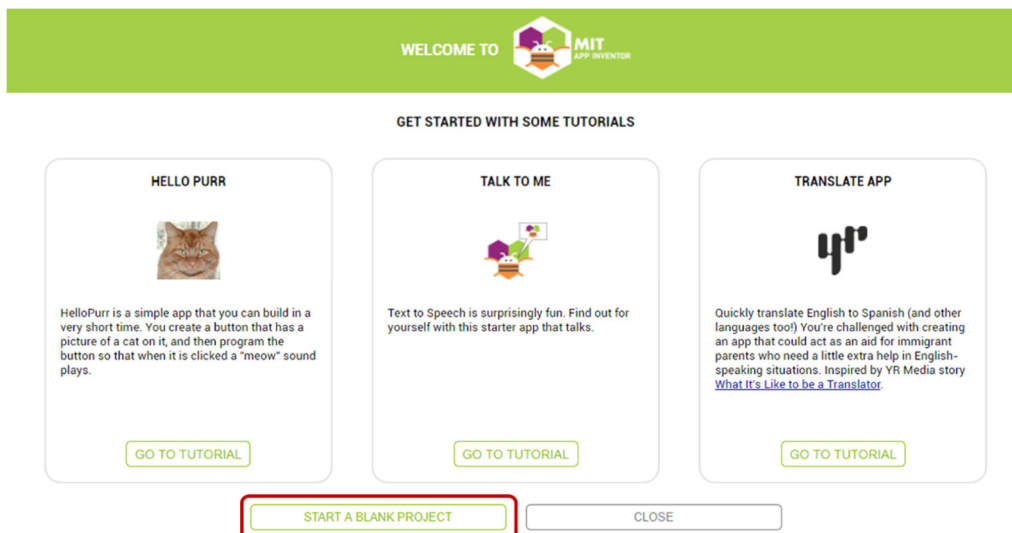 WELCOME TO
MIT
APP INVENTOR
GET STARTED WITH SOME TUTORIALS
HELLO PURR
HelloPurr is a simple app that you can build in a
very short time. You create a button that has a
picture of a cat on it, and then program the
button so that when it is clicked a "meow" sound
plays.
GO TO TUTORIAL
TALK TO ME
Text to Speech is surprisingly fun. Find out for
yourself with this starter app that talks.
GO TO TUTORIAL
TRANSLATE APP
yr
Quickly translate English to Spanish (and other
languages too!) You're challenged with creating
an app that could act as an aid for immigrant
parents who need a little extra help in English-
speaking situations. Inspired by YR Media story
What It's Like to be a Translator.
GO TO TUTORIAL
START A BLANK PROJECT
CLOSE